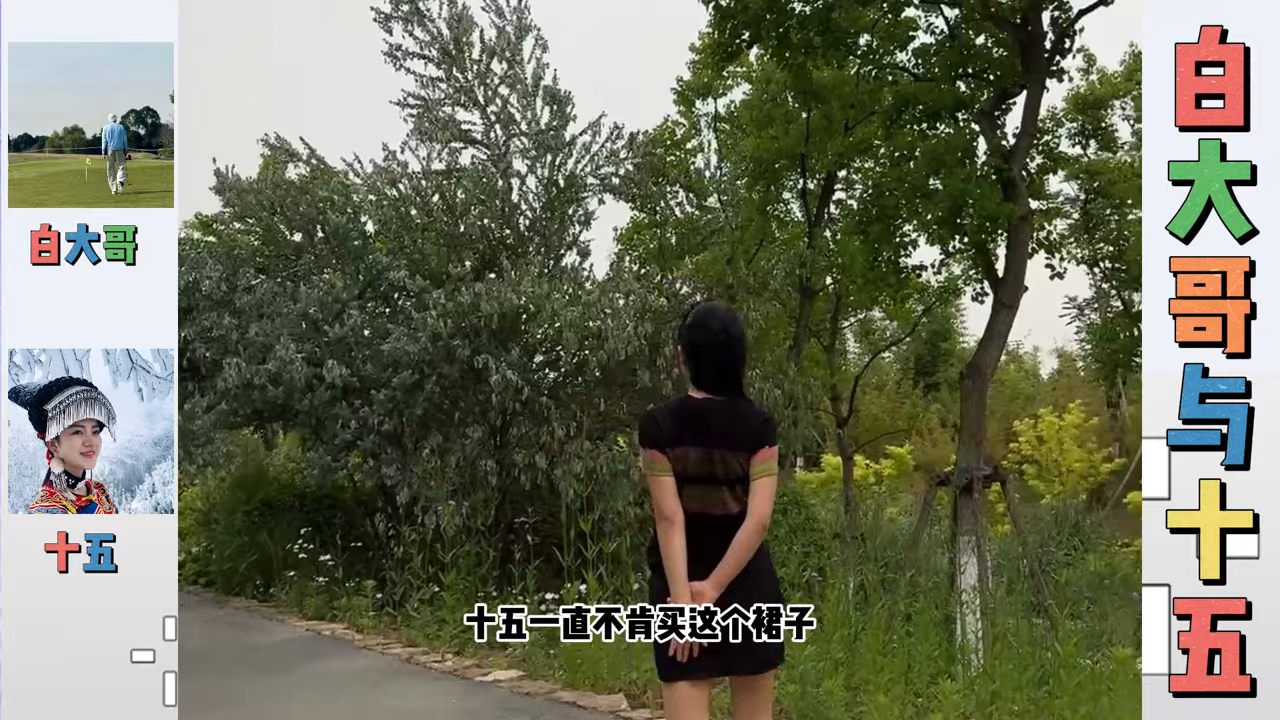 白大哥
十五
十五一直不肯买这个裙子
白大哥与十五